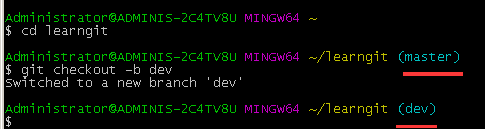 Administrator@ADMINIS-2C4TV8U MINGW64 ~
$ cd learngit
Administrator@ADMINIS-2C4TV8U MINGW64 ~/learngit (master)
$ git checkout -b dev
Switched to a new branch 'dev'
Administrator@ADMINIS-2C4TV8U MINGW64 ~/learngit (dev)
$